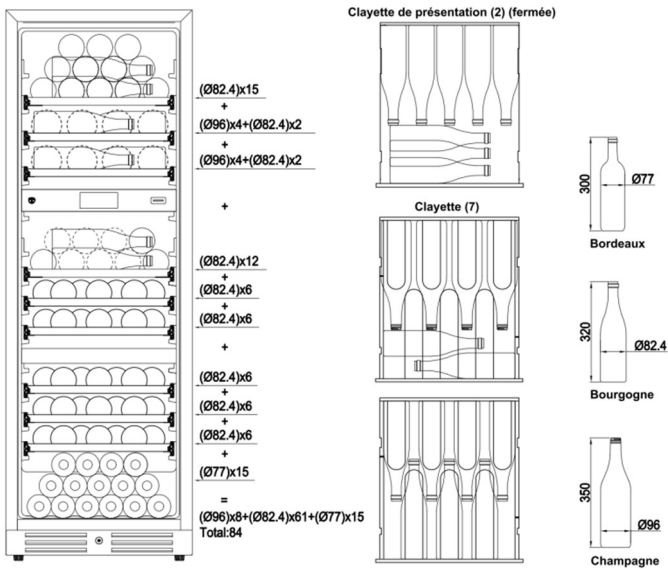 Clayette de présentation (2) (fermée)
(Ø82.4)x15
+
(Ø96)x4+(Ø82.4)x2
+
(Ø96)x4+(Ø82.4)x2
+
(Ø82.4)x12
+
(Ø82.4)x6
+
(Ø82.4)x6
+
(Ø82.4)x6
+
(Ø82.4)x6
+
(Ø82.4)x6
+
(Ø77)x15
=
(Ø96)x8+(Ø82.4)x61+(Ø77)x15
Total:84
Clayette (7)
300
Ø77
Bordeaux
320
Ø82.4
Bourgogne
350
Ø96
Champagne